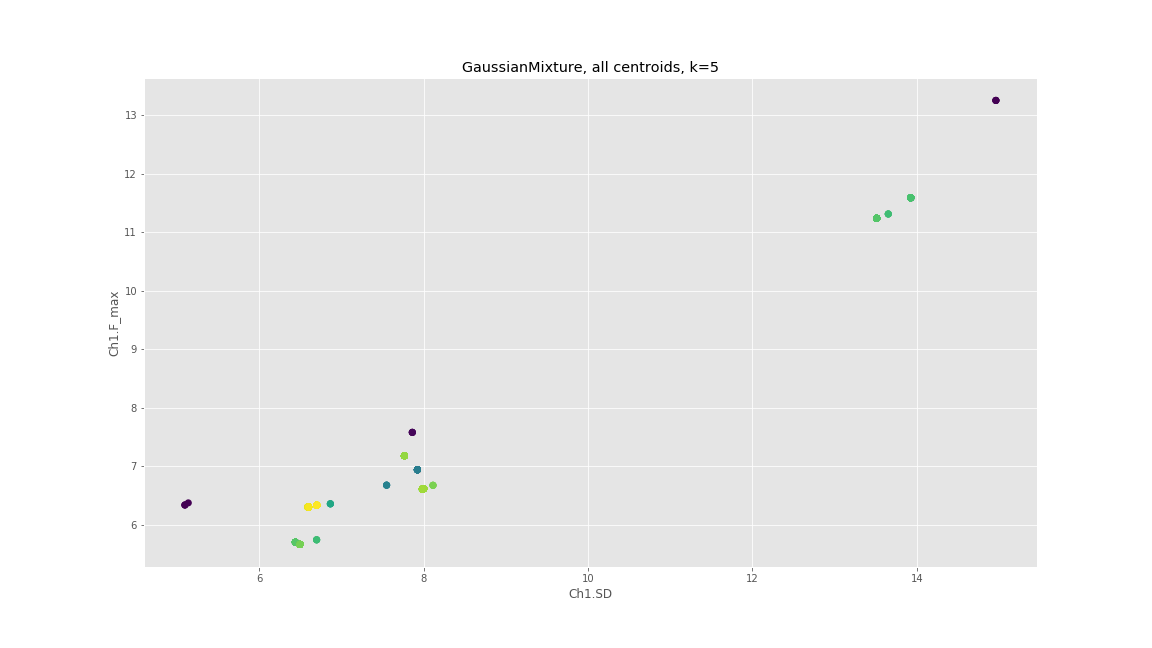 GaussianMixture, all centroids, k=5
13
12
11
10
9
8
7
6
Ch1.F_max
6 8 10 12 14
Ch1.SD